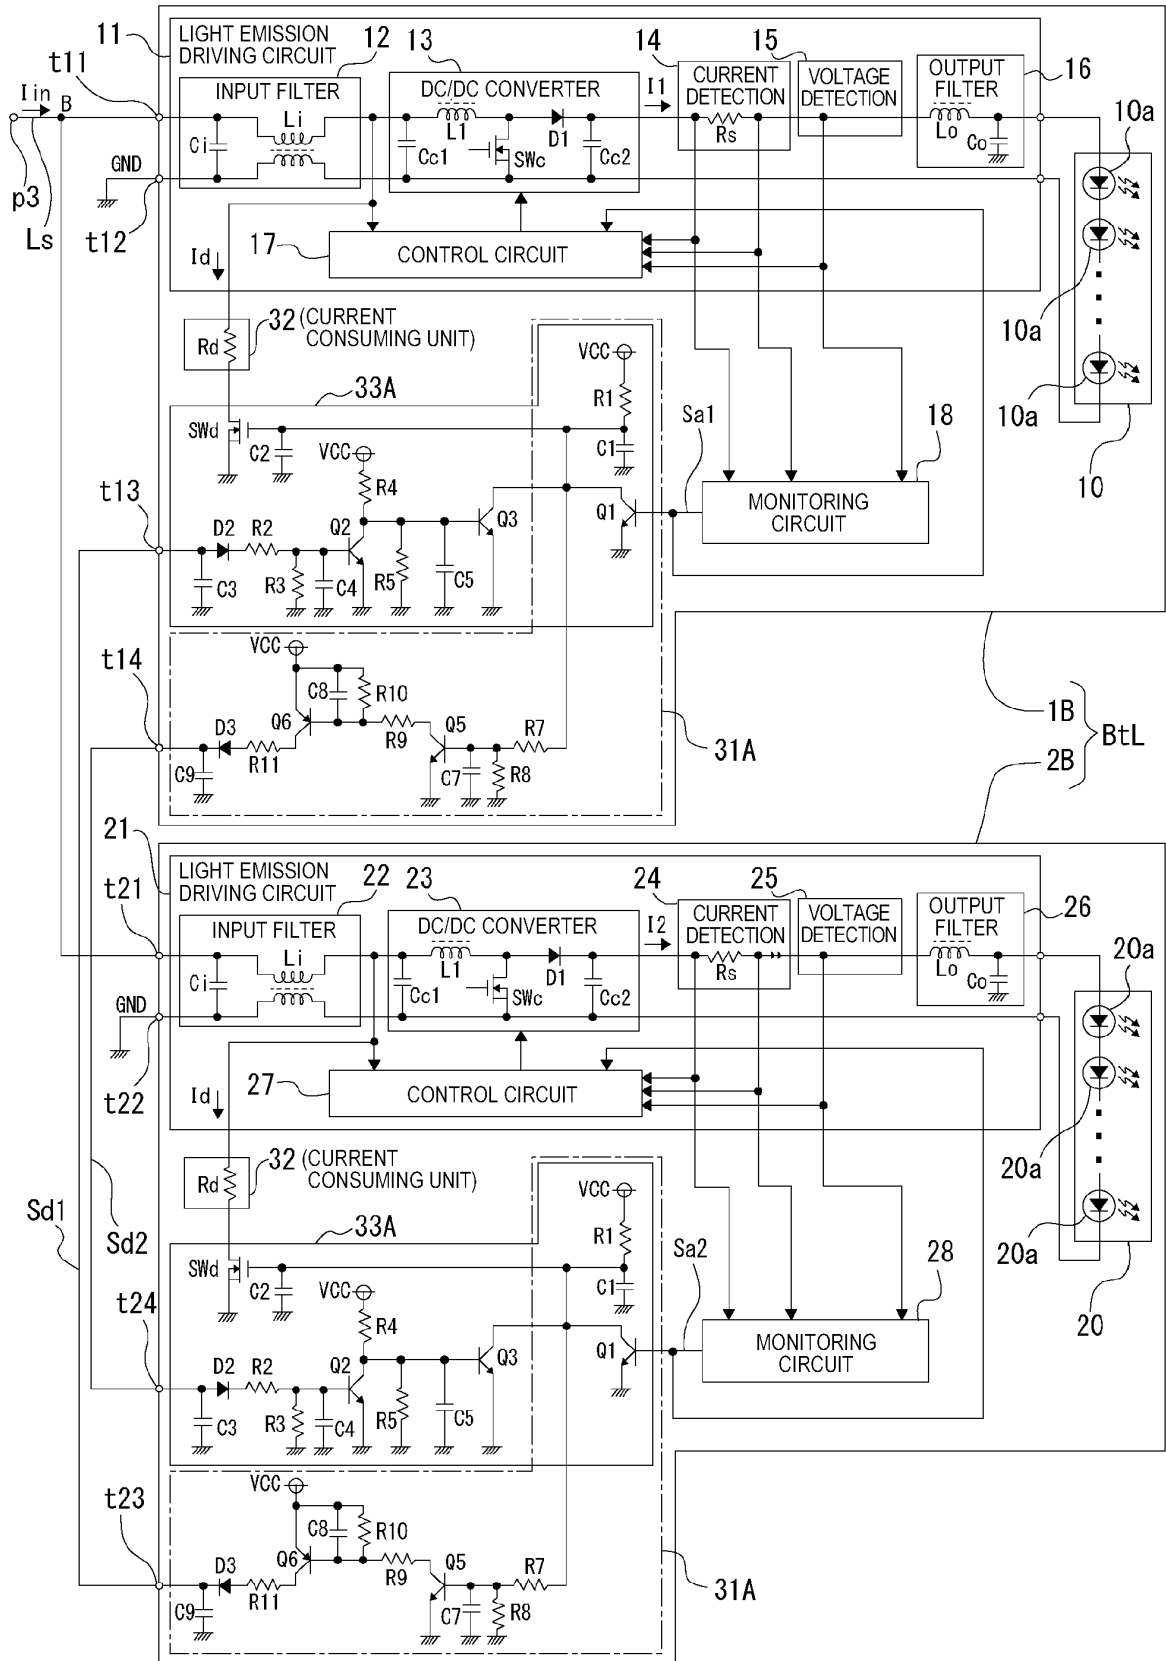 11
LIGHT EMISSION
DRIVING CIRCUIT
12
13
14
15
16
t11
Iin
B
INPUT FILTER
DC/DC CONVERTER
I1
CURRENT
DETECTION
VOLTAGE
DETECTION
OUTPUT
FILTER
Li
L1
D1
Rs
Lo
10a
Ci
Cc1
SWc
Cc2
Co
GND
p3
Ls
t12
17
CONTROL CIRCUIT
10a
Id
32 (CURRENT
CONSUMING UNIT)
Rd
VCC
10a
33A
R1
Sa1
18
10
SWd
C2
VCC
C1
R4
MONITORING
CIRCUIT
t13
D2
R2
Q2
Q3
Q1
C3
R3
C4
R5
C5
t14
VCC
C8
R10
1B
BtL
D3
Q6
Q5
R7
31A
2B
R9
C9
R11
C7
R8
21
LIGHT EMISSION
DRIVING CIRCUIT
22
23
24
25
26
t21
INPUT FILTER
DC/DC CONVERTER
I2
CURRENT
DETECTION
VOLTAGE
DETECTION
OUTPUT
FILTER
Li
L1
D1
Rs
Lo
20a
Ci
Cc1
SWc
Cc2
Co
GND
t22
27
CONTROL CIRCUIT
20a
Id
32 (CURRENT
CONSUMING UNIT)
Rd
VCC
Sd1
Sd2
33A
R1
Sa2
20a
28
20
SWd
C2
VCC
C1
t24
R4
MONITORING
CIRCUIT
D2
R2
Q2
Q3
Q1
C3
R3
C4
R5
C5
t23
VCC
C8
R10
D3
Q6
Q5
R7
31A
R9
C9
R11
C7
R8